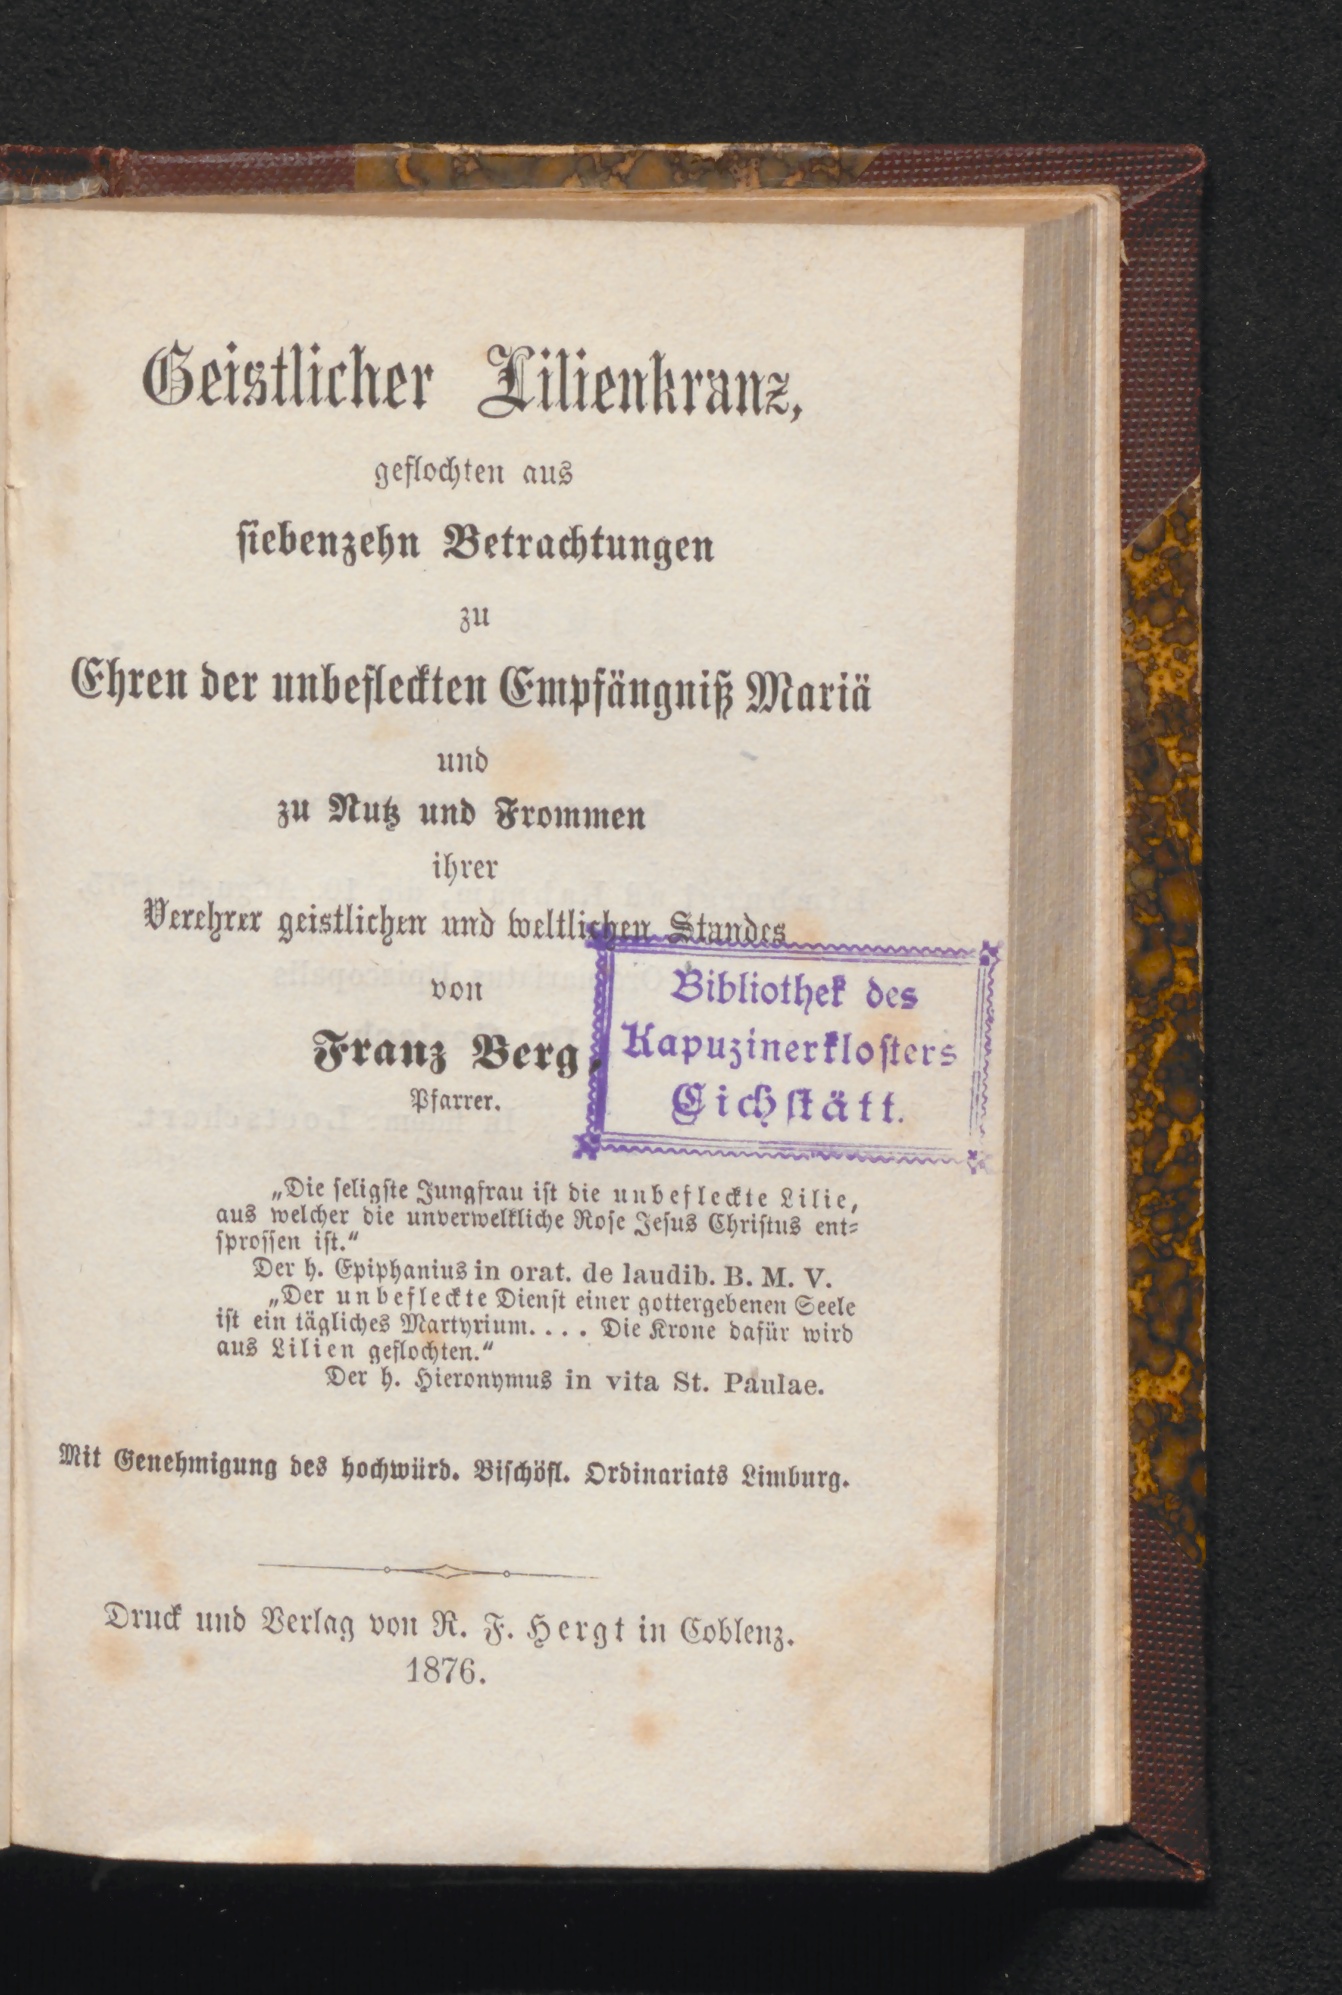 Geistlicher Lilienkranz,
geflochten aus
siebenzehn Betrachtungen
zu
Ehren der unbefleckten Empfängniß Mariä
und
zu Nutz und Frommen
ihrer
Verehrer geistlichen und weltlichen Standes
von
Franz Berg,
Pfarrer.
Bibliothek des
Kapuzinerklosters
Eichstätt.
„Die seligste Jungfrau ist die unbefleckte Lilie,
aus welcher die unverwelkliche Rose Jesus Christus ent-
sprossen ist.“
Der h. Epiphanius in orat. de laudib. B. M. V.
„Der unbefleckte Dienst einer gottergebenen Seele
ist ein tägliches Martyrium. . . . Die Krone dafür wird
aus Lilien geflochten.“
Der h. Hieronymus in vita St. Paulae.
Mit Genehmigung des hochwürd. Bischöfl. Ordinariats Limburg.
Druck und Verlag von R. F. Hergt in Coblenz.
1876.